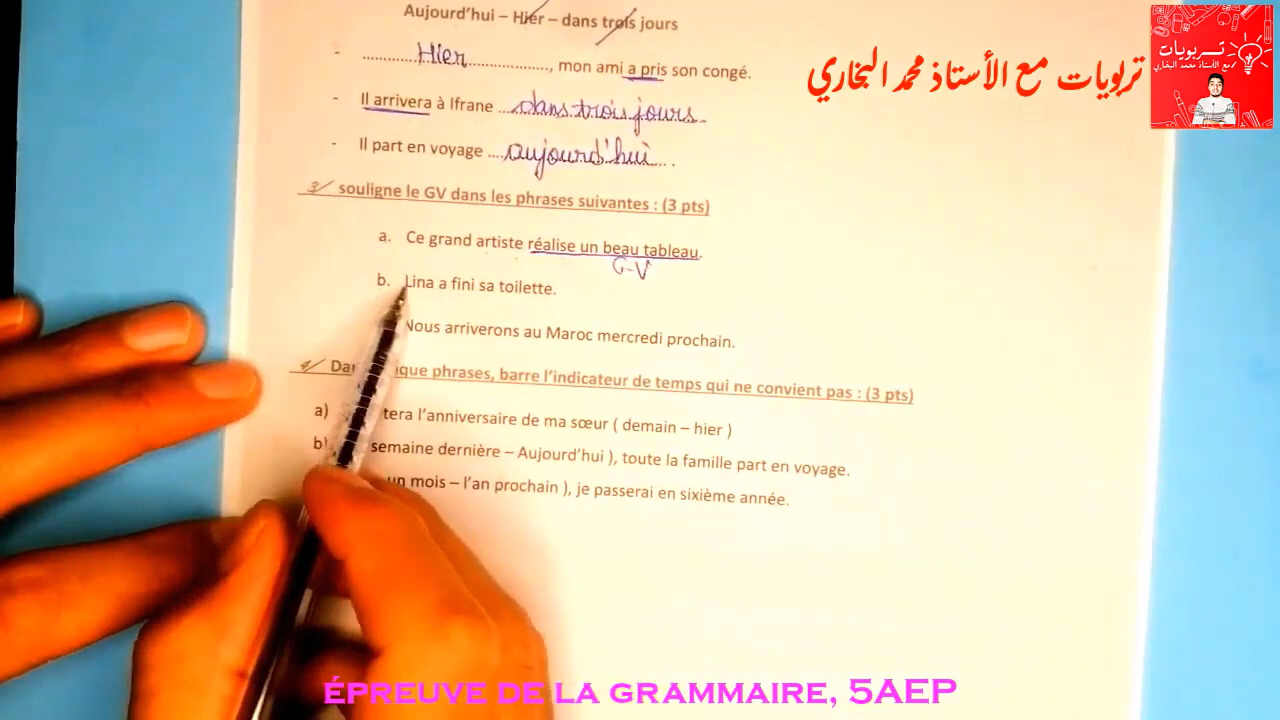 Aujourd'hui – Hier – dans trois jours
- ......Hier......, mon ami a pris son congé.
- Il arrivera à Ifrane ...dans trois jours.
- Il part en voyage ....aujourd'hui.... .
تربويات مع الأستاذ محمد البخاري
تربويات
مع الأستاذ محمد البخاري
3/ souligne le GV dans les phrases suivantes : (3 pts)
a. Ce grand artiste réalise un beau tableau.
GV
b. Lina a fini sa toilette.
Nous arriverons au Maroc mercredi prochain.
4/ phrases, barre l'indicateur de temps qui ne convient pas : (3 pts)
a) l'anniversaire de ma sœur ( demain – hier )
b) semaine dernière – Aujourd'hui ), toute la famille part en voyage.
un mois – l'an prochain ), je passerai en sixième année.
ÉPREUVE DE LA GRAMMAIRE, 5AEP